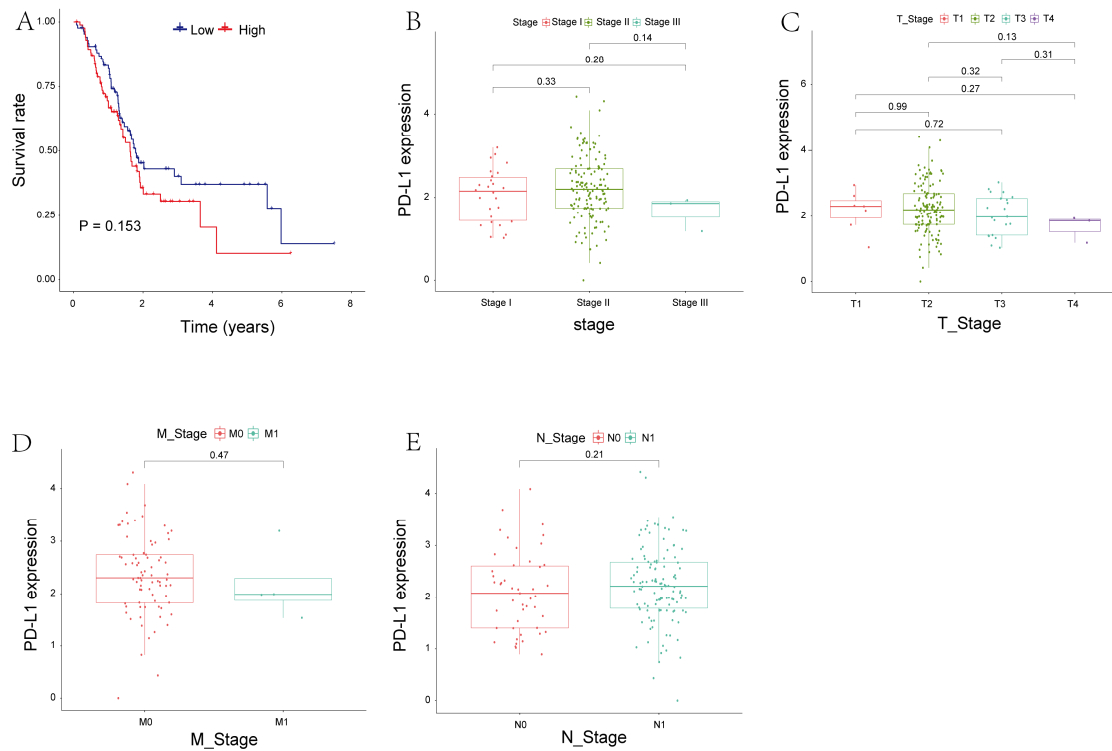 A
1.00
0.75
0.50
0.25
0.00
Survival rate
Low High
P = 0.153
0 2 4 6 8
Time (years)
B
Stage Stage I Stage II Stage III
0.14
0.20
0.33
6
4
2
0
PD-L1 expression
Stage I Stage II Stage III
stage
C
T_Stage T1 T2 T3 T4
0.13
0.31
0.32
0.27
0.99
0.72
6
4
2
0
PD-L1 expression
T1 T2 T3 T4
T_Stage
D
M_Stage M0 M1
0.47
4
3
2
1
0
PD-L1 expression
M0 M1
M_Stage
E
N_Stage N0 N1
0.21
4
3
2
1
0
PD-L1 expression
N0 N1
N_Stage